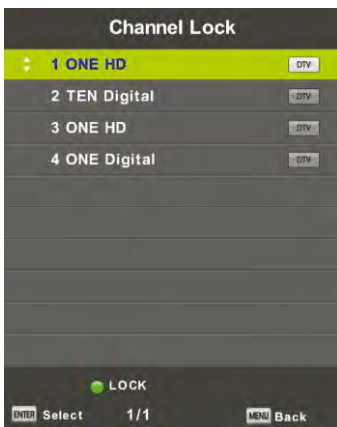 Channel Lock
1 ONE HD DTV
2 TEN Digital DTV
3 ONE HD DTV
4 ONE Digital DTV
LOCK
ENTER Select 1/1 MENU Back